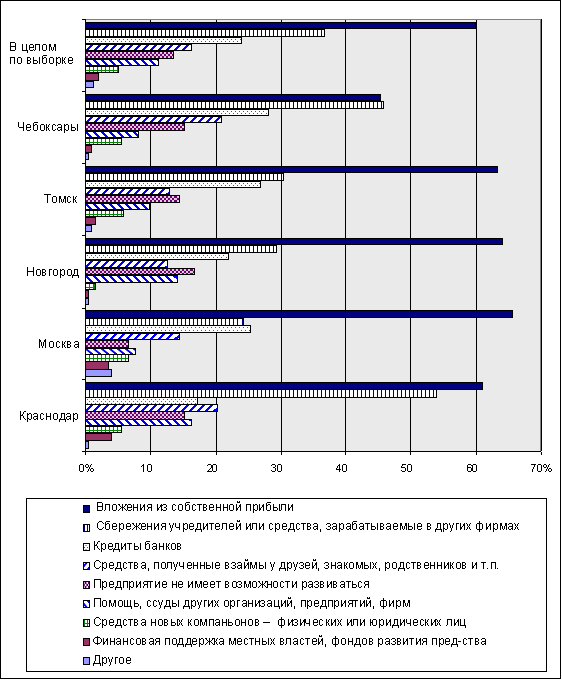 В целом
по выборке
Чебоксары
Томск
Новгород
Москва
Краснодар
0% 10 20 30 40 50 60 70%
Вложения из собственной прибыли
Сбережения учредителей или средства, зарабатываемые в других фирмах
Кредиты банков
Средства, полученные взаймы у друзей, знакомых, родственников и т.п.
Предприятие не имеет возможности развиваться
Помощь, ссуды других организаций, предприятий, фирм
Средства новых компаньонов – физических или юридических лиц
Финансовая поддержка местных властей, фондов развития пред-ства
Другое